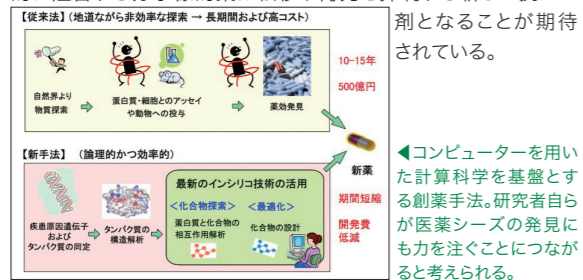 【従来法】(地道ながら非効率な探索 → 長期間および高コスト)
自然界より
物質探索
蛋白質・細胞とのアッセイ
や動物への投与
薬効発見
10-15年
500億円
【新手法】 (論理的かつ効率的)
疾患原因遺伝子
および
タンパク質の同定
タンパク質の
構造解析
最新のインシリコ技術の活用
<化合物探索>
蛋白質と化合物の
相互作用解析
<最適化>
化合物の設計
新薬
期間短縮
開発費
低減
剤となることが期待
されている。
◀コンピューターを用い
た計算科学を基盤とす
る創薬手法。研究者自ら
が医薬シーズの発見に
も力を注ぐことにつなが
ると考えられる。